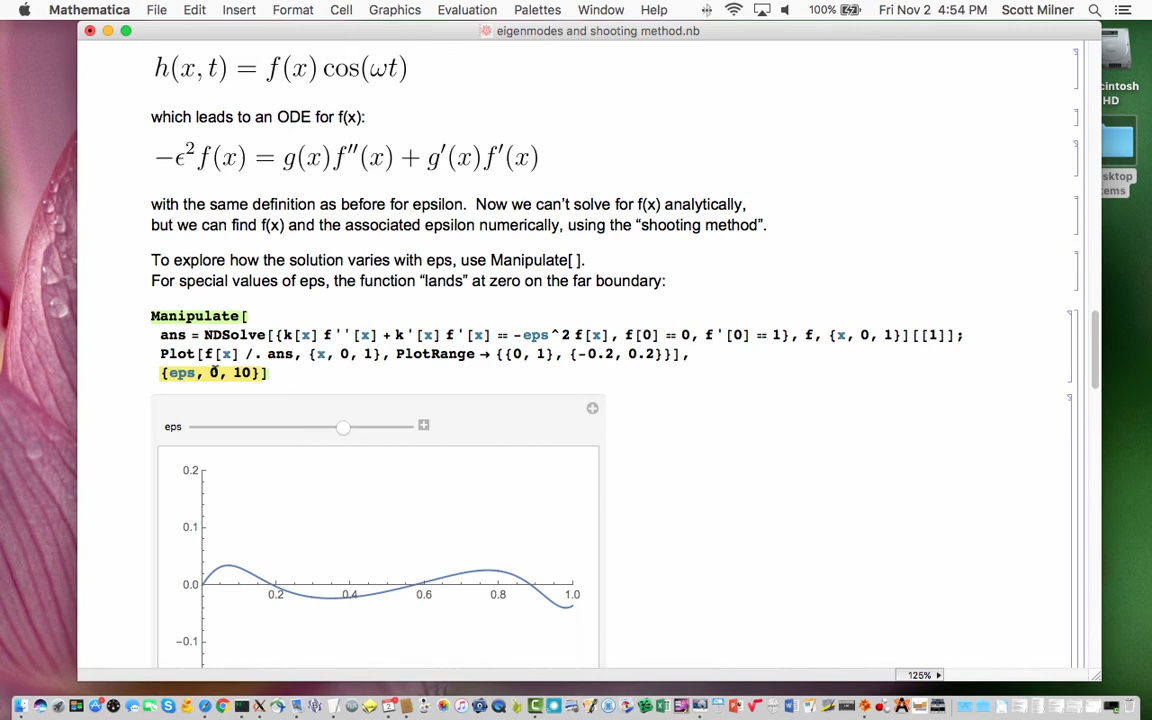 Mathematica File Edit Insert Format Cell Graphics Evaluation Palettes Window Help 100% Fri Nov 2 4:54 PM Scott Milner
eigenmodes and shooting method.nb
h(x, t) = f(x) cos(ωt)
which leads to an ODE for f(x):
−ϵ²f(x) = g(x)f′′(x) + g′(x)f′(x)
with the same definition as before for epsilon. Now we can't solve for f(x) analytically,
but we can find f(x) and the associated epsilon numerically, using the “shooting method”.
To explore how the solution varies with eps, use Manipulate[ ].
For special values of eps, the function “lands” at zero on the far boundary:
Manipulate[
ans = NDSolve[{k[x] f''[x] + k'[x] f'[x] == -eps^2 f[x], f[0] == 0, f'[0] == 1}, f, {x, 0, 1}][[1]];
Plot[f[x] /. ans, {x, 0, 1}, PlotRange → {{0, 1}, {-0.2, 0.2}}],
{eps, 0, 10}]
eps
0.2
0.1
0.0
0.2 0.4 0.6 0.8 1.0
−0.1
125%
cintosh
HD
sktop
tems